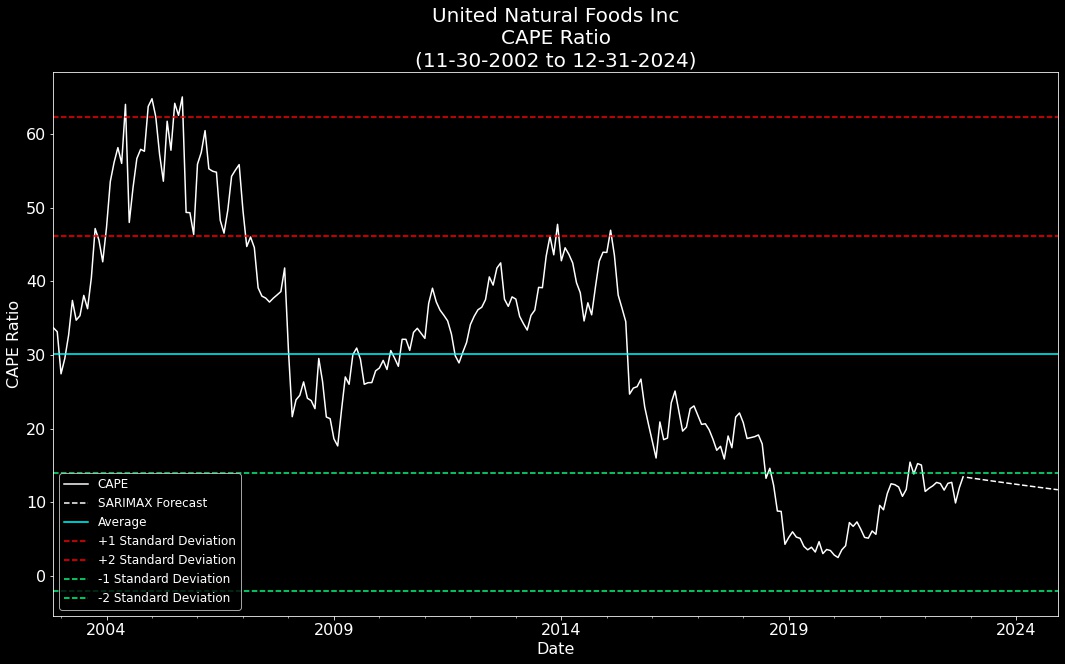 United Natural Foods Inc
CAPE Ratio
(11-30-2002 to 12-31-2024)
CAPE Ratio
60
50
40
30
20
10
0
CAPE
SARIMAX Forecast
Average
+1 Standard Deviation
+2 Standard Deviation
-1 Standard Deviation
-2 Standard Deviation
2004
2009
2014
2019
2024
Date